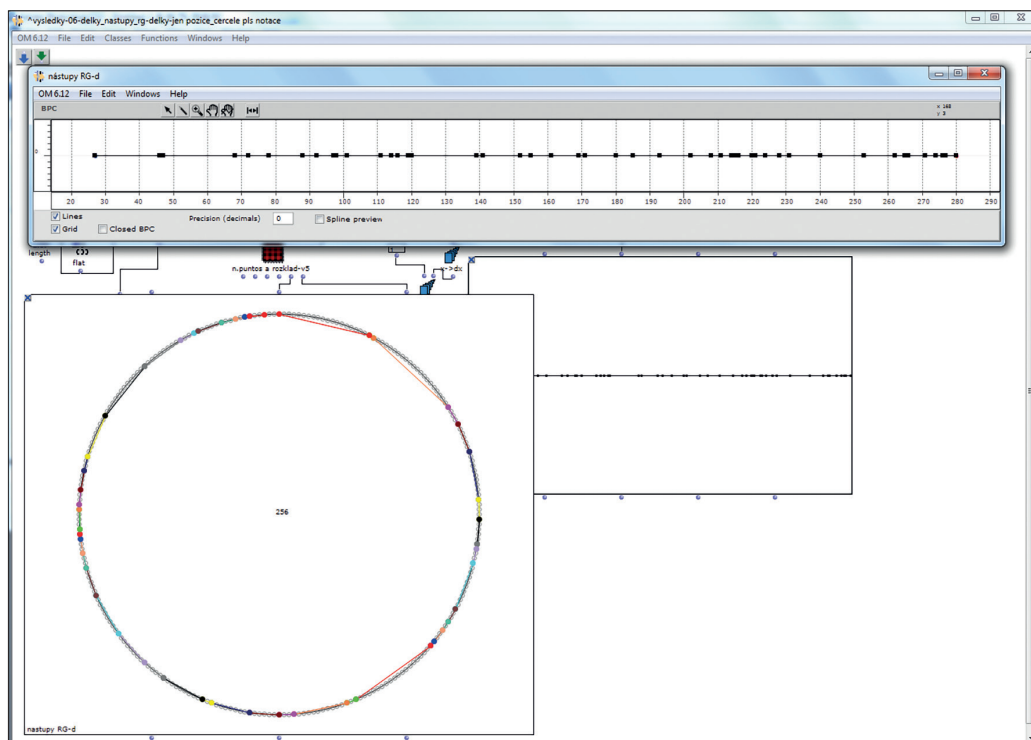 ^vysledky-06-delky_nastupy_rg-delky-jen pozice_cercele pls notace
OM 6.12 File Edit Classes Functions Windows Help
nástupy RG-d
OM 6.12 File Edit Windows Help
BPC
x 168
y 3
0
20 30 40 50 60 70 80 90 100 110 120 130 140 150 160 170 180 190 200 210 220 230 240 250 260 270 280 290
Lines
Precision (decimals) 0 Spline preview
Grid Closed BPC
length
flat
n.puntos a rozklad-v5
x->dx
256
nastupy RG-d